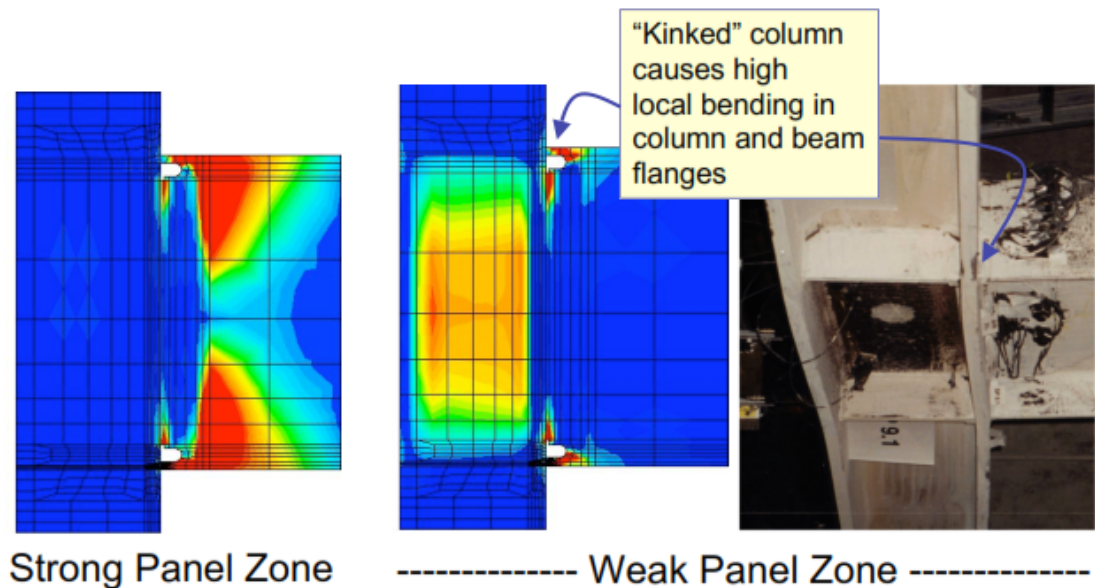 “Kinked” column
causes high
local bending in
column and beam
flanges
9.1
Strong Panel Zone
------------- Weak Panel Zone -------------